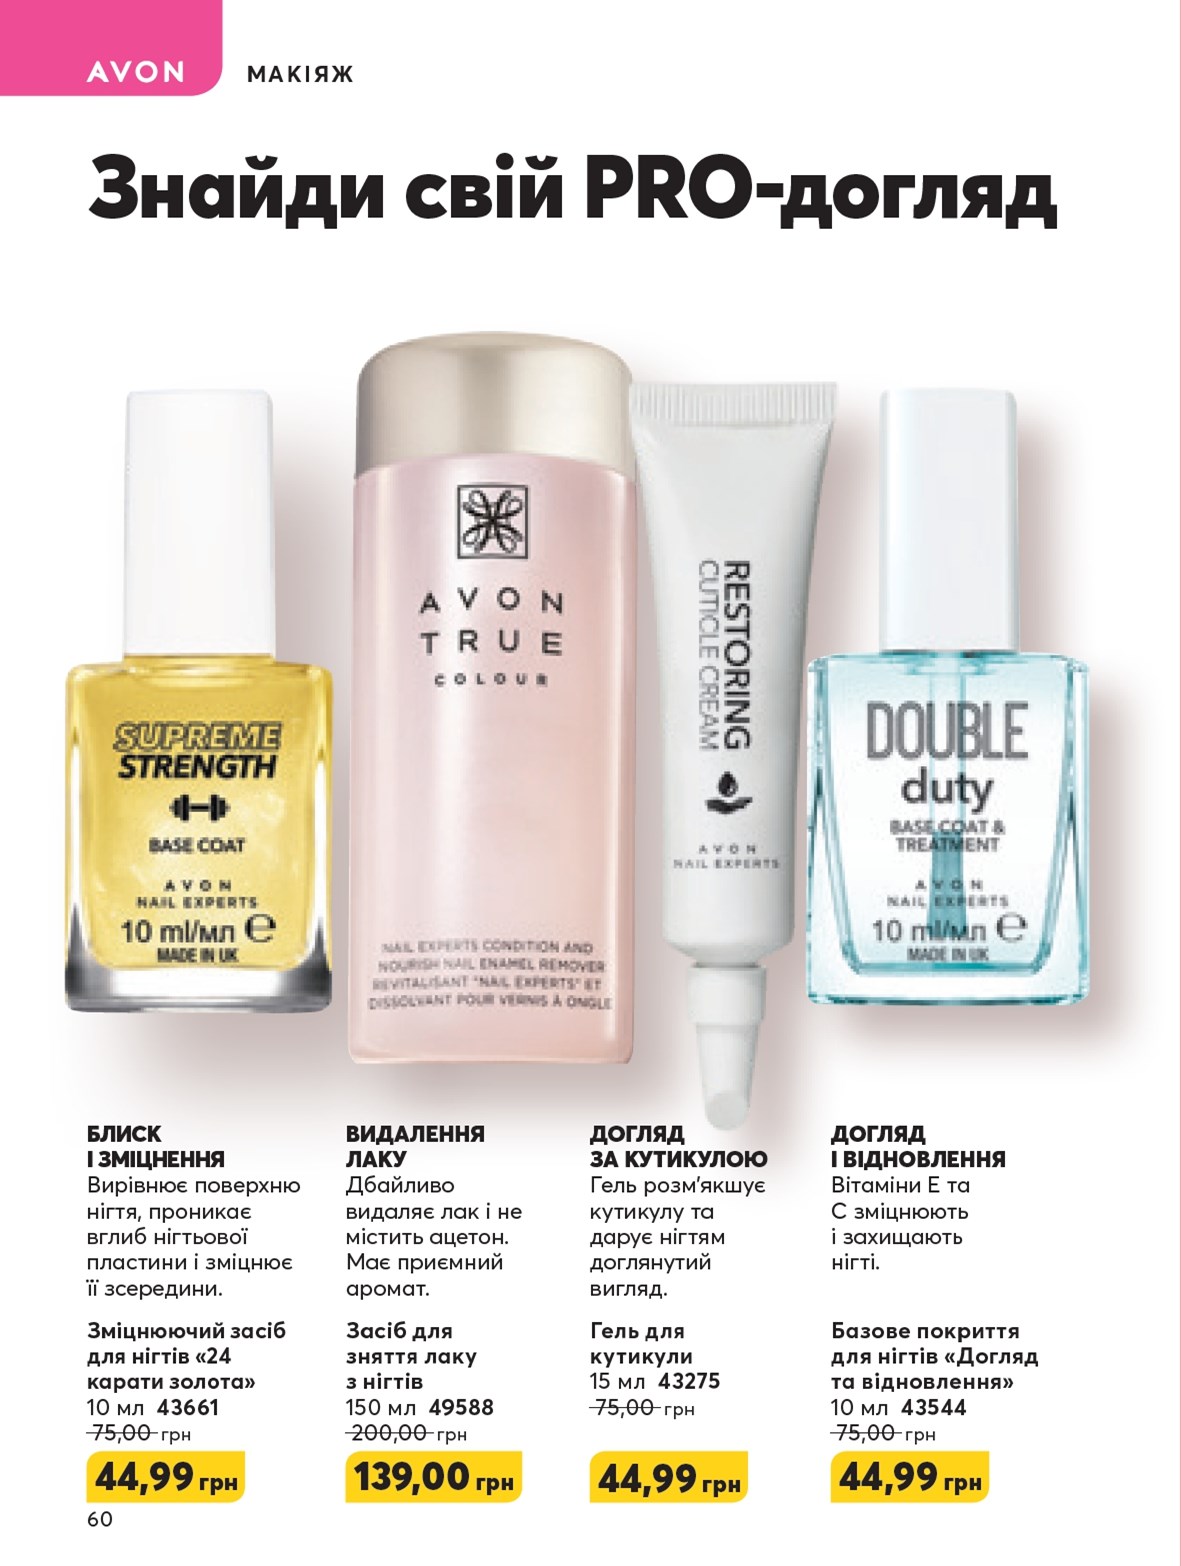 AVON
МАКІЯЖ
Знайди свій PRO-догляд
SUPREME
STRENGTH
BASE COAT
AVON
NAIL EXPERTS
10 ml/мл e
MADE IN UK
AVON
TRUE
COLOUR
NAIL EXPERTS CONDITION AND
NOURISH NAIL ENAMEL REMOVER
REVITALISANT "NAIL EXPERTS" ET
DISSOLVANT POUR VERNIS À ONGLE
RESTORING
CUTICLE CREAM
AVON
NAIL EXPERTS
DOUBLE
duty
BASE COAT &
TREATMENT
AVON
NAIL EXPERTS
10 ml/мл e
MADE IN UK
БЛИСК
І ЗМІЦНЕННЯ
Вирівнює поверхню
нігтя, проникає
вглиб нігтьової
пластини і зміцнює
її зсередини.
Зміцнюючий засіб
для нігтів «24
карати золота»
10 мл 43661
75,00 грн
44,99 грн
ВИДАЛЕННЯ
ЛАКУ
Дбайливо
видаляє лак і не
містить ацетон.
Має приємний
аромат.
Засіб для
зняття лаку
з нігтів
150 мл 49588
200,00 грн
139,00 грн
ДОГЛЯД
ЗА КУТИКУЛОЮ
Гель розм'якшує
кутикулу та
дарує нігтям
доглянутий
вигляд.
Гель для
кутикули
15 мл 43275
75,00 грн
44,99 грн
ДОГЛЯД
І ВІДНОВЛЕННЯ
Вітаміни Е та
С зміцнюють
і захищають
нігті.
Базове покриття
для нігтів «Догляд
та відновлення»
10 мл 43544
75,00 грн
44,99 грн
60